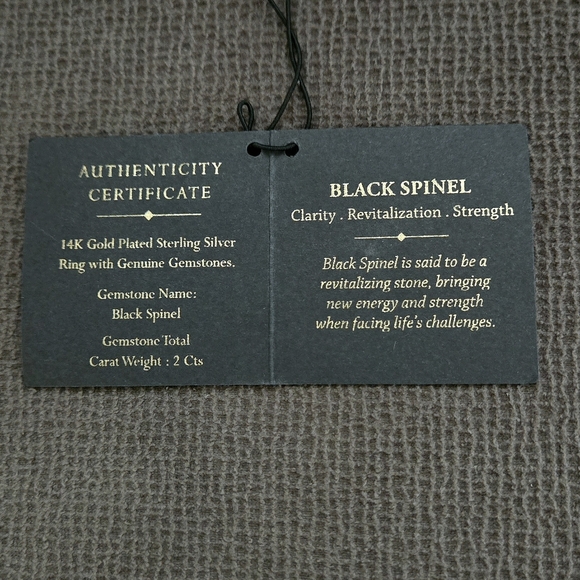 AUTHENTICITY
CERTIFICATE
14K Gold Plated Sterling Silver
Ring with Genuine Gemstones.
Gemstone Name:
Black Spinel
Gemstone Total
Carat Weight : 2 Cts
BLACK SPINEL
Clarity . Revitalization . Strength
Black Spinel is said to be a
revitalizing stone, bringing
new energy and strength
when facing life's challenges.